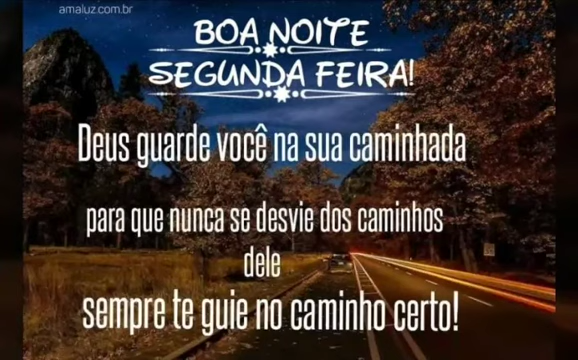 amaluz.com.br
BOA NOITE
SEGUNDA FEIRA!
Deus guarde você na sua caminhada
para que nunca se desvie dos caminhos
dele
sempre te guie no caminho certo!